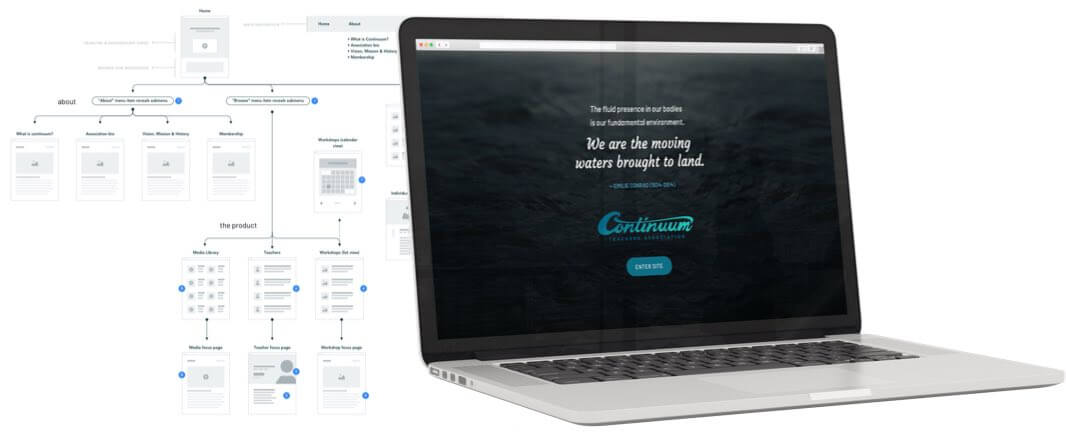 Home
Home About
• What is Continuum?
• Association bio
• Vision, Mission & History
• Membership
about
"About" menu item reveals submenu
"Browse" menu item reveals submenu
What is continuum?
Association bio
Vision, Mission & History
Membership
Workshops (calendar
view)
the product
Media Library
Teachers
Workshops (list view)
Individual
Media focus page
Teacher focus page
Workshop focus page
The fluid presence in our bodies
is our fundamental environment.
We are the moving
waters brought to land.
– EMILIE CONRAD (1934-2014)
Continuum
TEACHERS ASSOCIATION
ENTER SITE